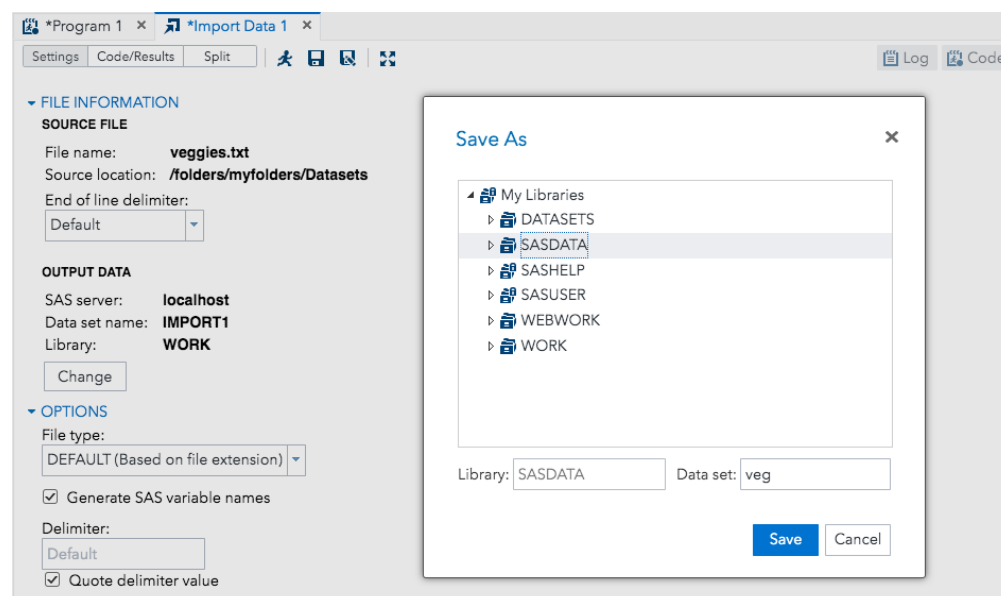 *Program 1 × *Import Data 1 ×
Settings Code/Results Split Log Code
FILE INFORMATION
SOURCE FILE
File name: veggies.txt
Source location: /folders/myfolders/Datasets
End of line delimiter:
Default
OUTPUT DATA
SAS server: localhost
Data set name: IMPORT1
Library: WORK
Change
OPTIONS
File type:
DEFAULT (Based on file extension)
Generate SAS variable names
Delimiter:
Default
Quote delimiter value
Save As ×
My Libraries
DATASETS
SASDATA
SASHELP
SASUSER
WEBWORK
WORK
Library: SASDATA Data set: veg
Save Cancel